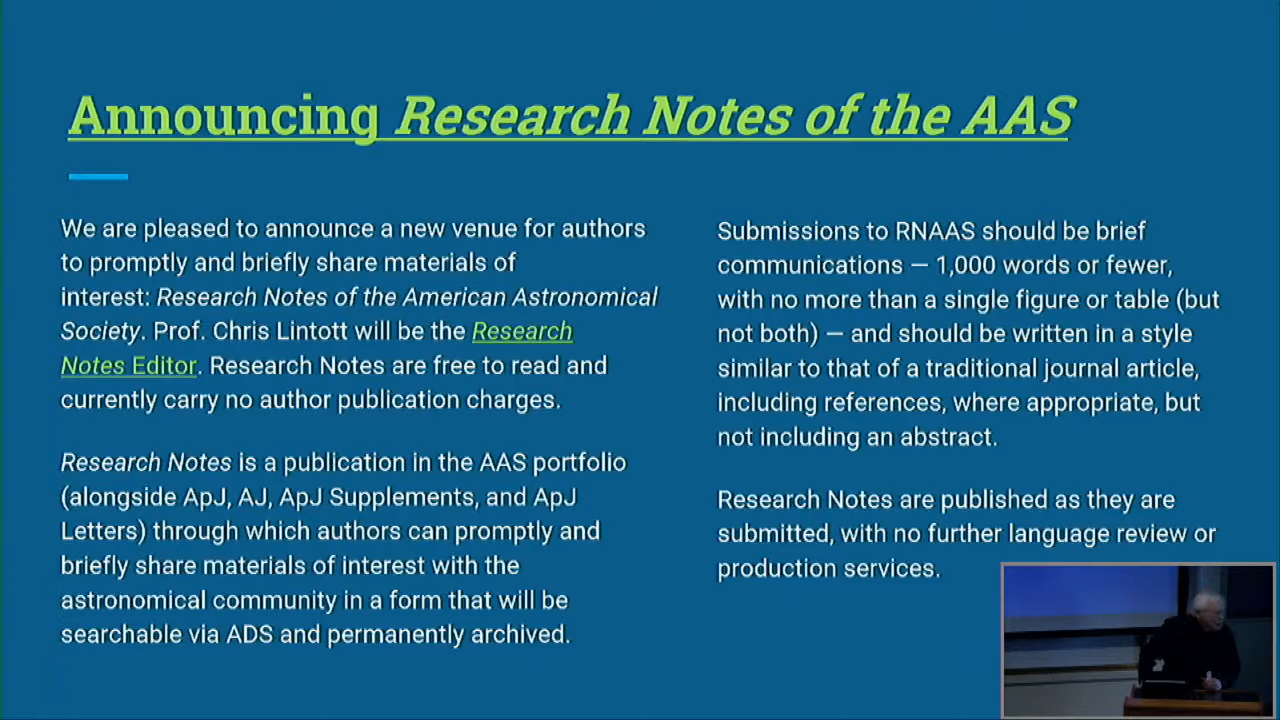 Announcing Research Notes of the AAS
We are pleased to announce a new venue for authors
to promptly and briefly share materials of
interest: Research Notes of the American Astronomical
Society. Prof. Chris Lintott will be the Research
Notes Editor. Research Notes are free to read and
currently carry no author publication charges.
Research Notes is a publication in the AAS portfolio
(alongside ApJ, AJ, ApJ Supplements, and ApJ
Letters) through which authors can promptly and
briefly share materials of interest with the
astronomical community in a form that will be
searchable via ADS and permanently archived.
Submissions to RNAAS should be brief
communications — 1,000 words or fewer,
with no more than a single figure or table (but
not both) — and should be written in a style
similar to that of a traditional journal article,
including references, where appropriate, but
not including an abstract.
Research Notes are published as they are
submitted, with no further language review or
production services.